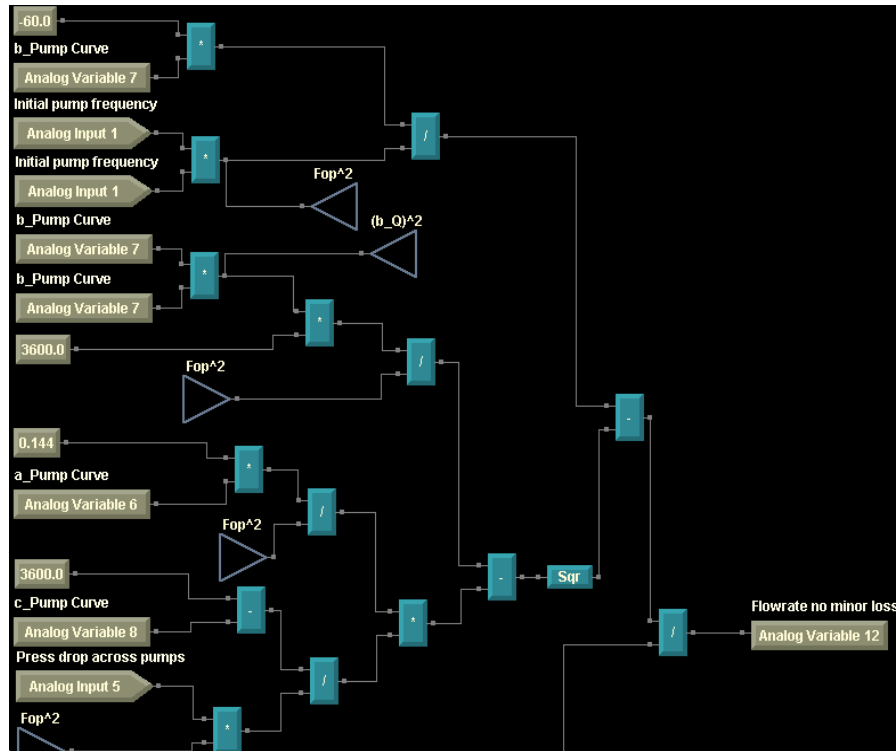 -60.0
*
b_Pump Curve
Analog Variable 7
Initial pump frequency
Analog Input 1
/
*
Initial pump frequency
Fop^2
Analog Input 1
b_Pump Curve
(b_Q)^2
Analog Variable 7
*
b_Pump Curve
Analog Variable 7
*
3600.0
/
Fop^2
-
0.144
*
a_Pump Curve
Analog Variable 6
/
Fop^2
3600.0
-
Sqr
c_Pump Curve
-
*
Flowrate no minor loss
Analog Variable 8
/
Analog Variable 12
Press drop across pumps
Analog Input 5
/
Fop^2
*